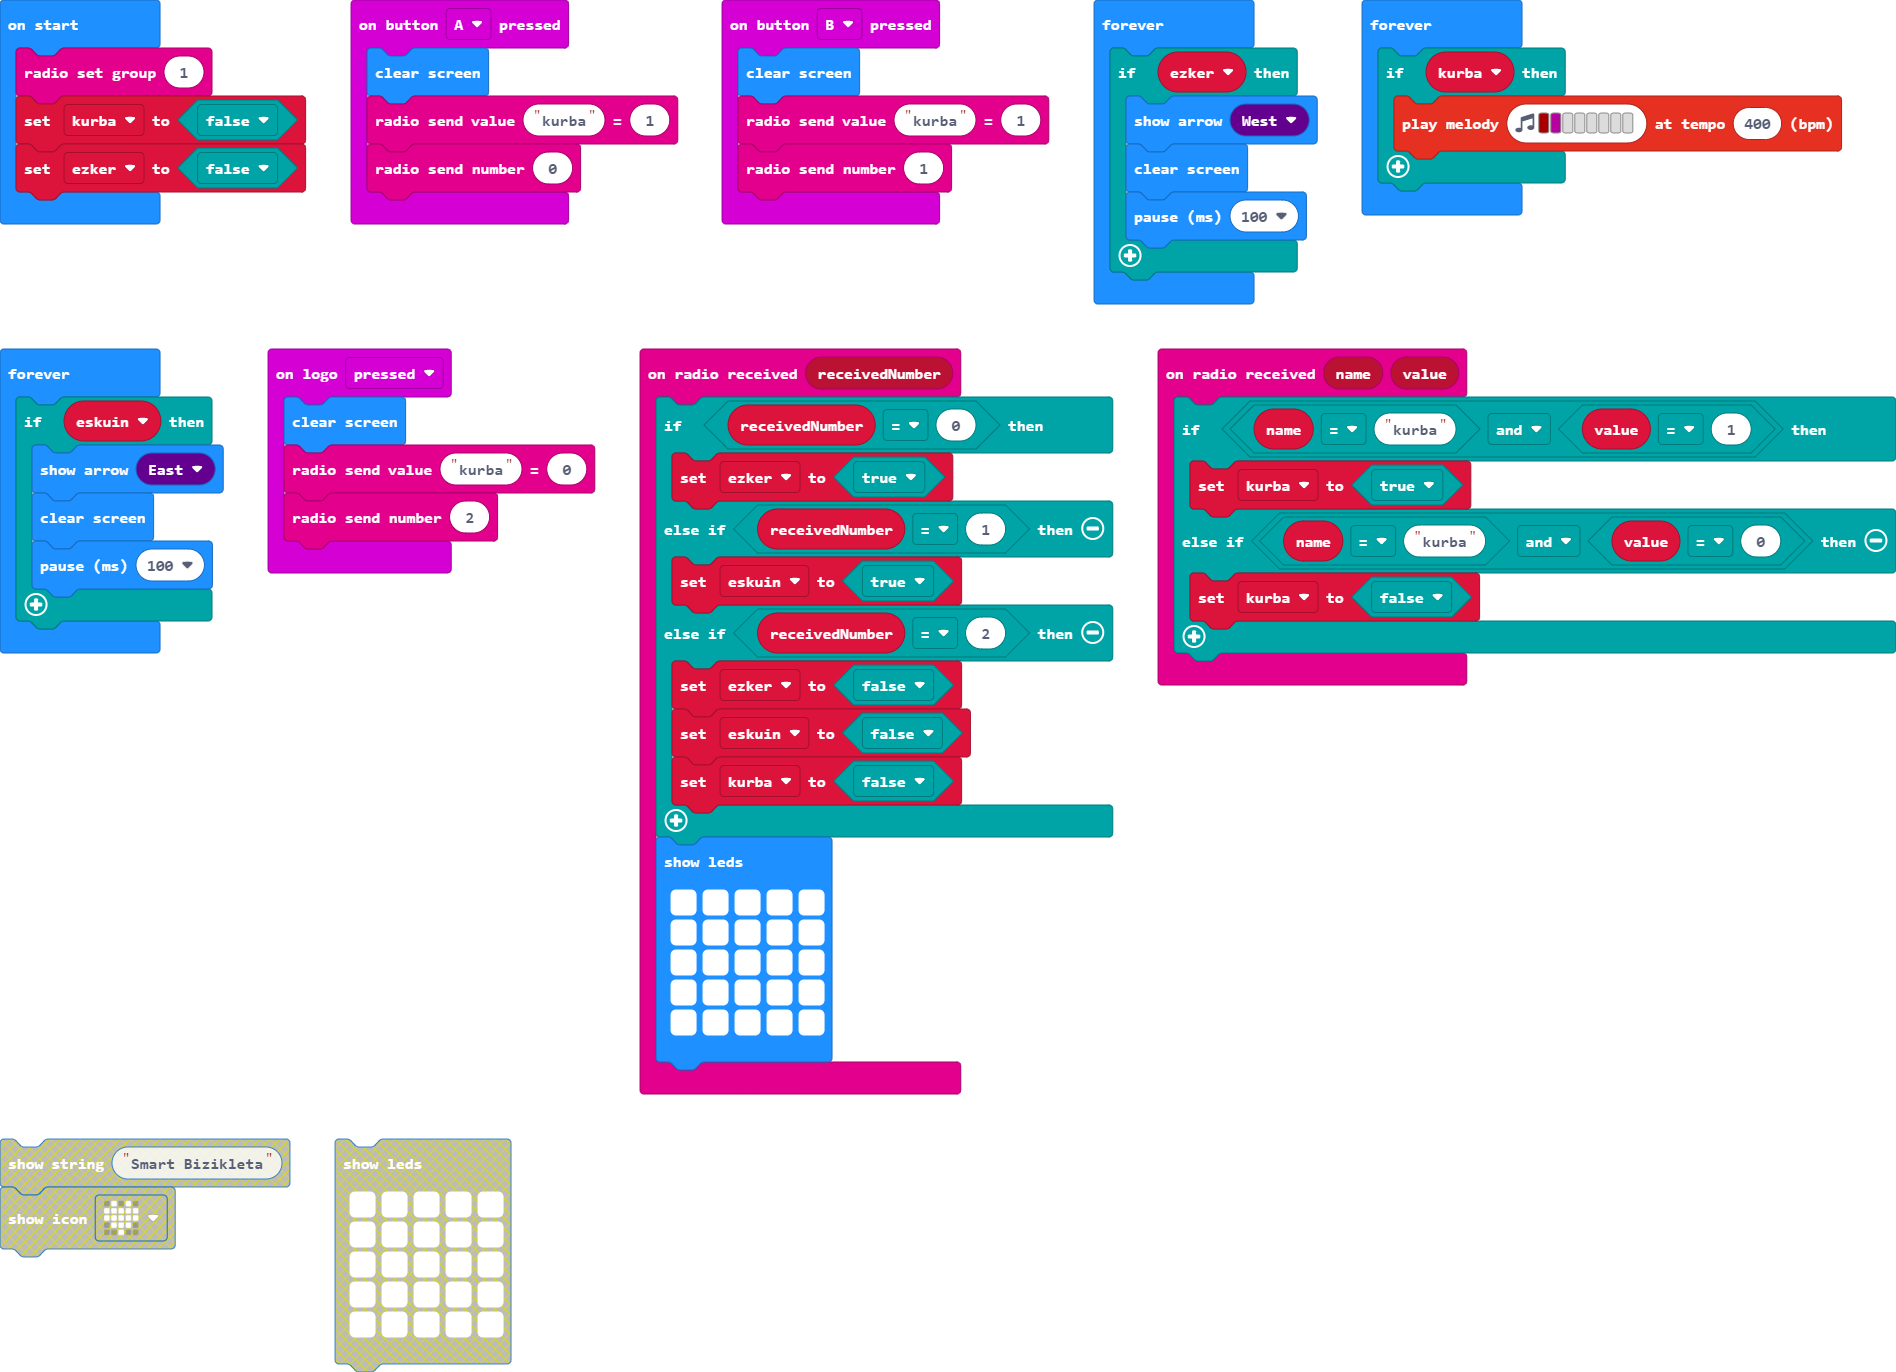 on start
radio set group 1
set kurba to false
set ezker to false
on button A pressed
clear screen
radio send value "kurba" = 1
radio send number 0
on button B pressed
clear screen
radio send value "kurba" = 1
radio send number 1
forever
if ezker then
show arrow West
clear screen
pause (ms) 100
forever
if kurba then
play melody at tempo 400 (bpm)
forever
if eskuin then
show arrow East
clear screen
pause (ms) 100
on logo pressed
clear screen
radio send value "kurba" = 0
radio send number 2
on radio received receivedNumber
if receivedNumber = 0 then
set ezker to true
else if receivedNumber = 1 then
set eskuin to true
else if receivedNumber = 2 then
set ezker to false
set eskuin to false
set kurba to false
show leds
on radio received name value
if name = "kurba" and value = 1 then
set kurba to true
else if name = "kurba" and value = 0 then
set kurba to false
show string "Smart Bizikleta"
show icon
show leds